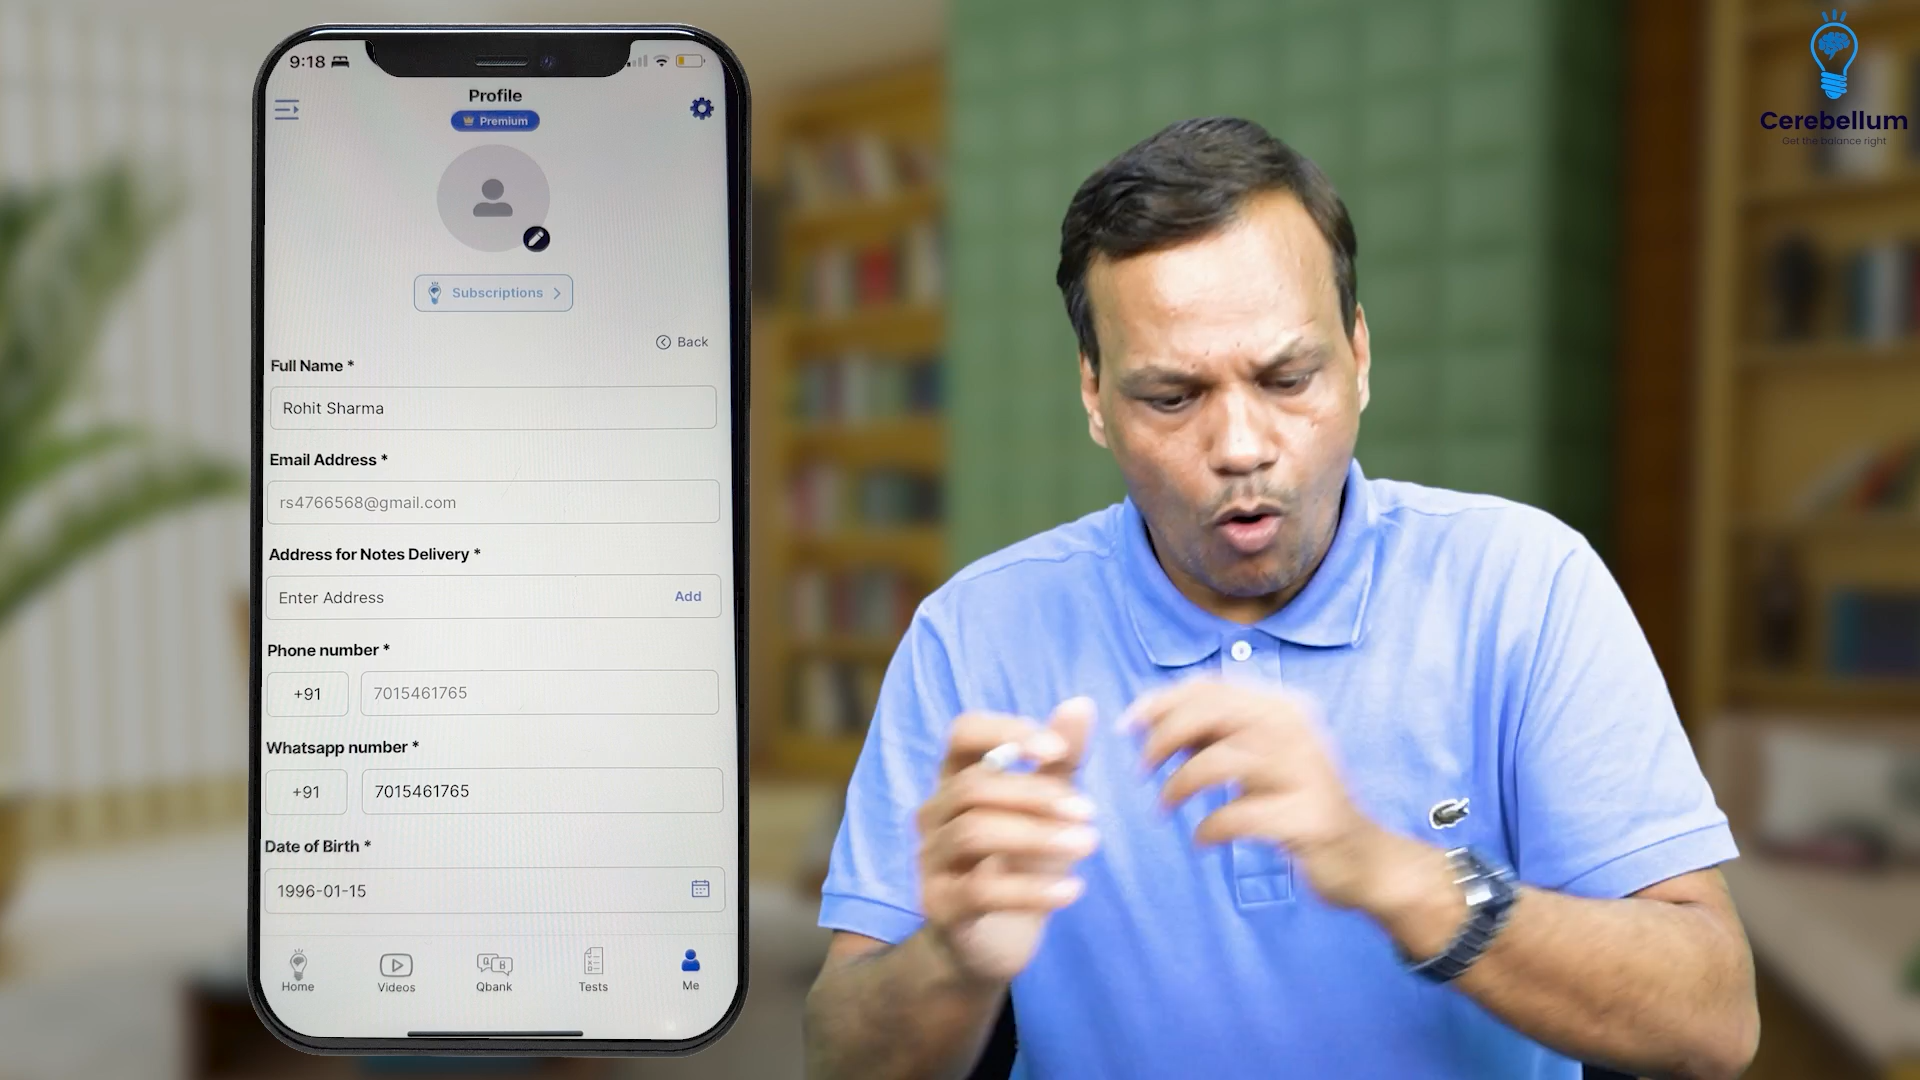 9:18
Profile
Premium
Subscriptions
Back
Full Name *
Rohit Sharma
Email Address *
rs4766568@gmail.com
Address for Notes Delivery *
Enter Address
Add
Phone number *
+91
7015461765
Whatsapp number *
+91
7015461765
Date of Birth *
1996-01-15
Home
Videos
Qbank
Tests
Me
Cerebellum
Get the balance right